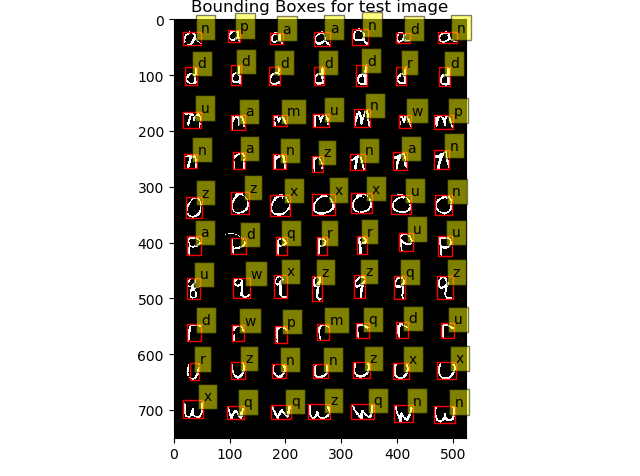 Bounding Boxes for test image
0
n p a a n d n
100
d d d d d r d
u a m u n w p
200
n a n z n a n
300
z z x x x u n
400
a d q r r u u
500
u w x z z q z
d w p m q d u
600
r z n n z x x
700
x q q z q n n
0 100 200 300 400 500